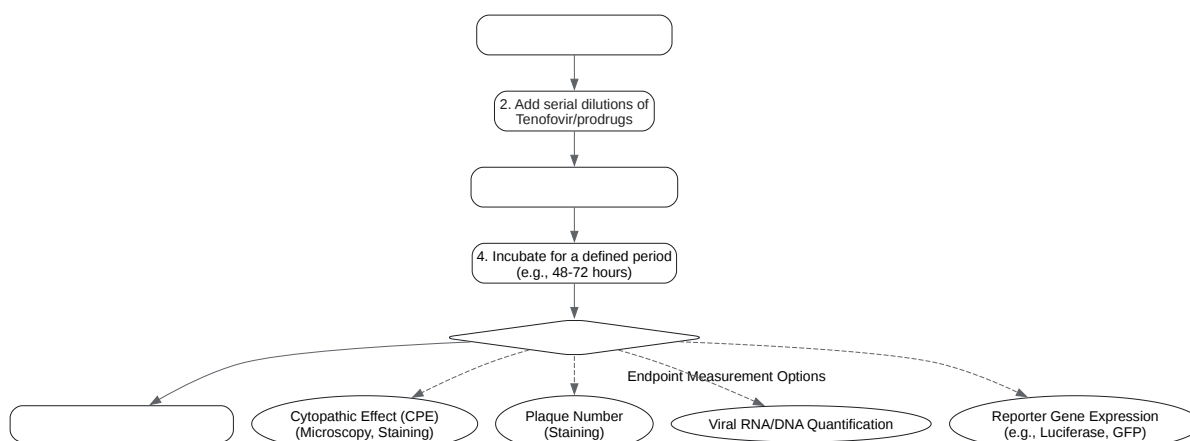 2. Add serial dilutions of
Tenofovir/prodrugs
4. Incubate for a defined period
(e.g., 48-72 hours)
Endpoint Measurement Options
Cytopathic Effect (CPE)
(Microscopy, Staining)
Plaque Number
(Staining)
Viral RNA/DNA Quantification
Reporter Gene Expression
(e.g., Luciferase, GFP)